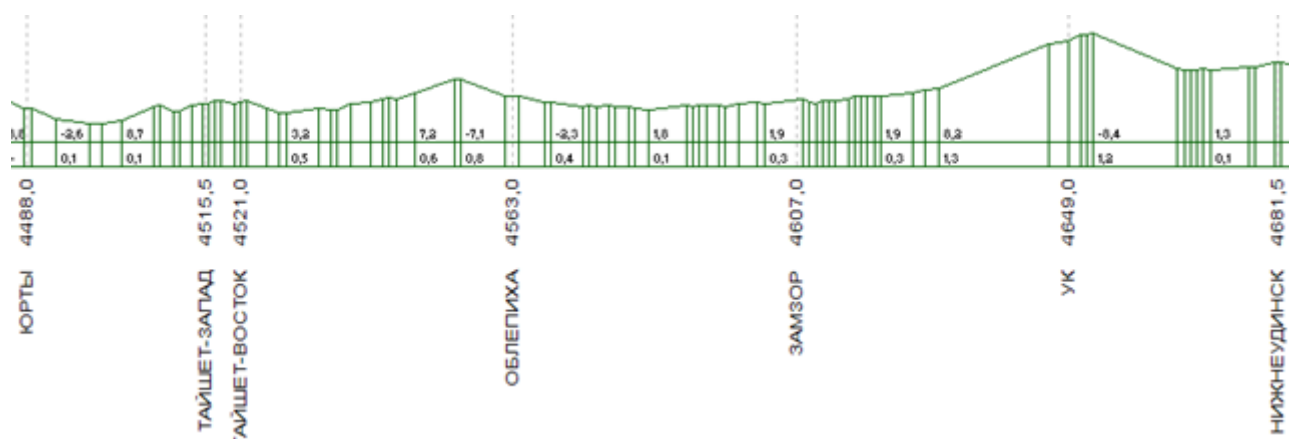 -2,6 8,7 3,2 7,2 -7,1 -2,3 1,8 1,9 1,9 8,2 -8,4 1,3
0,1 0,1 0,5 0,6 0,8 0,4 0,1 0,3 0,3 1,3 1,2 0,1
4488,0 4515,5 4521,0 4563,0 4607,0 4649,0 4681,5
ЮРТЫ
ТАЙШЕТ-ЗАПАД
АЙШЕТ-ВОСТОК
ОБЛЕПИХА
ЗАМЗОР
УК
НИЖНЕУДИНСК